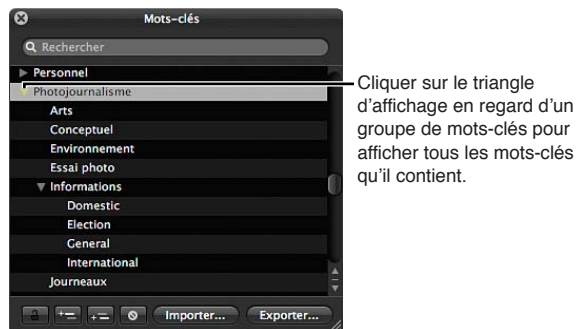 Mots-clés
Rechercher
Personnel
Photojournalisme
Arts
Conceptuel
Environnement
Essai photo
Informations
Domestic
Election
General
International
Journeaux
Importer...
Exporter...
Cliquer sur le triangle
d'affichage en regard d'un
groupe de mots-clés pour
afficher tous les mots-clés
qu'il contient.